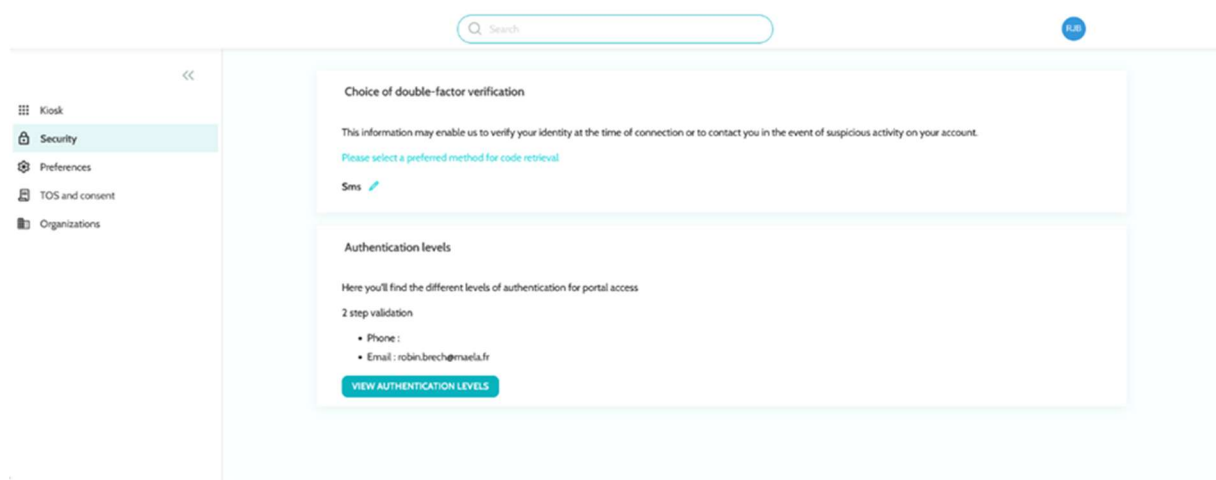 Search
RJB
Kiosk
Security
Preferences
TOS and consent
Organizations
Choice of double-factor verification
This information may enable us to verify your identity at the time of connection or to contact you in the event of suspicious activity on your account.
Please select a preferred method for code retrieval
Sms
Authentication levels
Here you'll find the different levels of authentication for portal access
2 step validation
• Phone :
• Email : robin.brech@maela.fr
VIEW AUTHENTICATION LEVELS